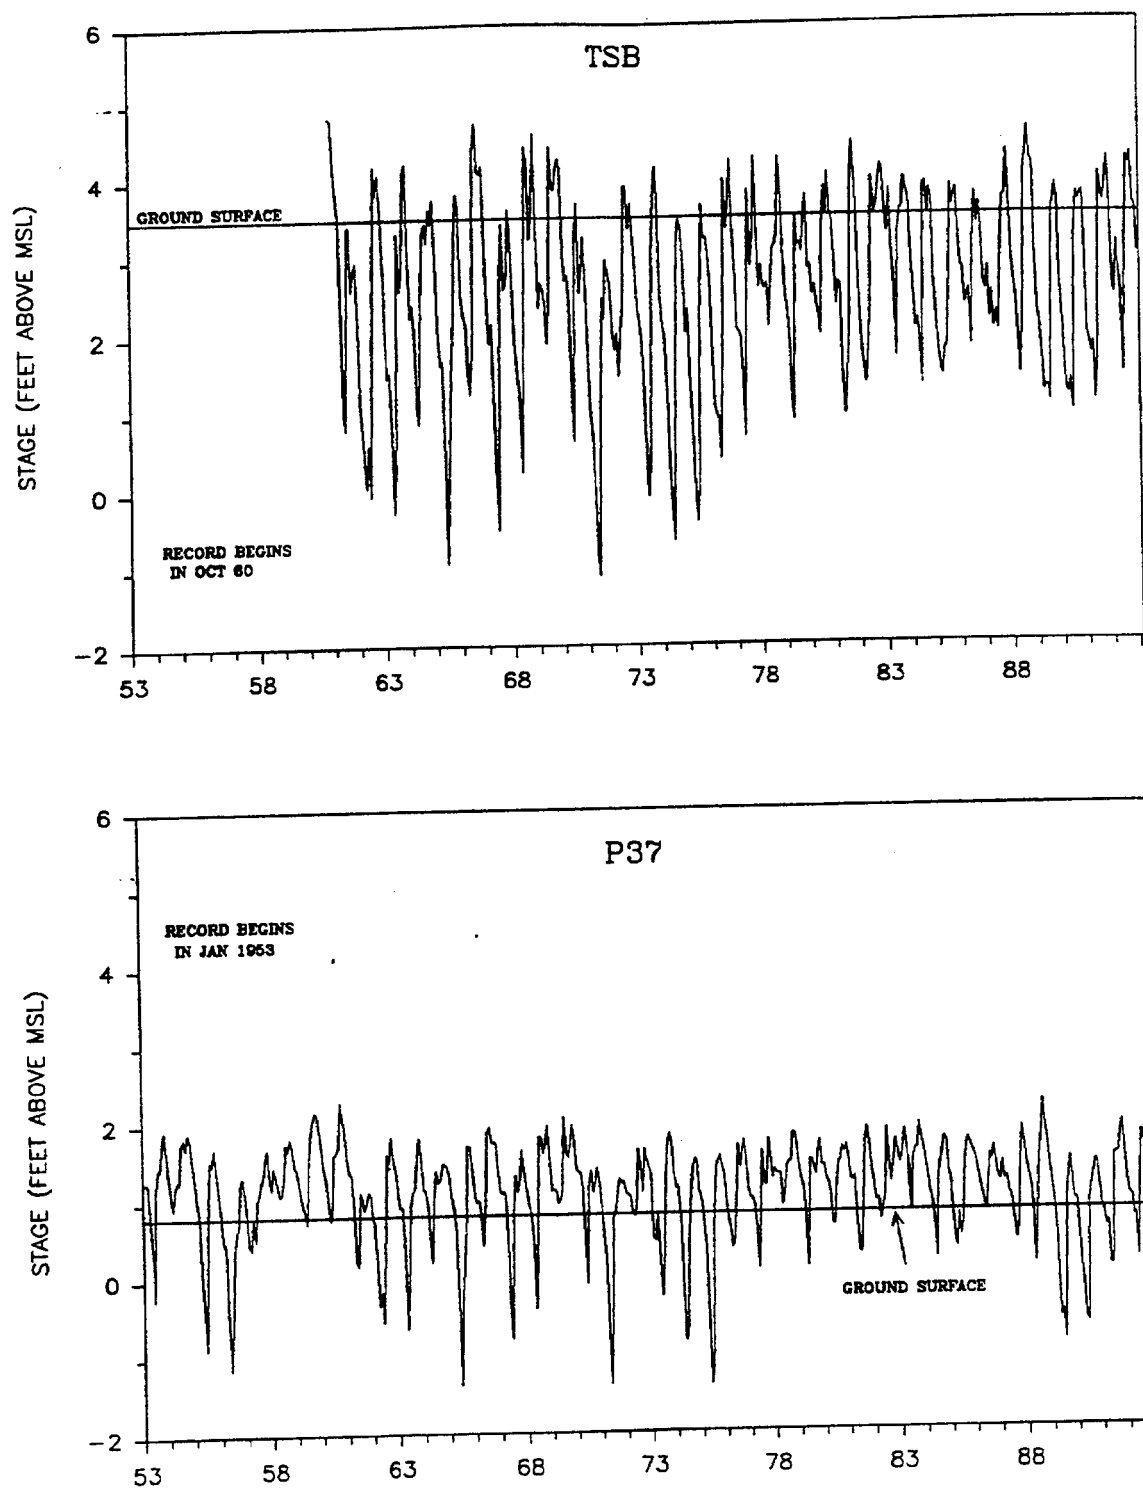 TSB
6
4
2
0
-2
STAGE (FEET ABOVE MSL)
GROUND SURFACE
RECORD BEGINS
IN OCT 60
53 58 63 68 73 78 83 88
P37
6
4
2
0
-2
STAGE (FEET ABOVE MSL)
RECORD BEGINS
IN JAN 1953
GROUND SURFACE
53 58 63 68 73 78 83 88